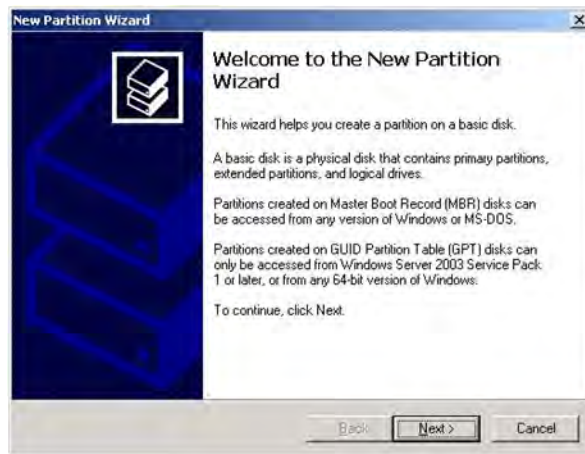 New Partition Wizard
Welcome to the New Partition
Wizard
This wizard helps you create a partition on a basic disk.
A basic disk is a physical disk that contains primary partitions,
extended partitions, and logical drives.
Partitions created on Master Boot Record (MBR) disks can
be accessed from any version of Windows or MS-DOS.
Partitions created on GUID Partition Table (GPT) disks can
only be accessed from Windows Server 2003 Service Pack
1 or later, or from any 64-bit version of Windows.
To continue, click Next.
< Back Next > Cancel